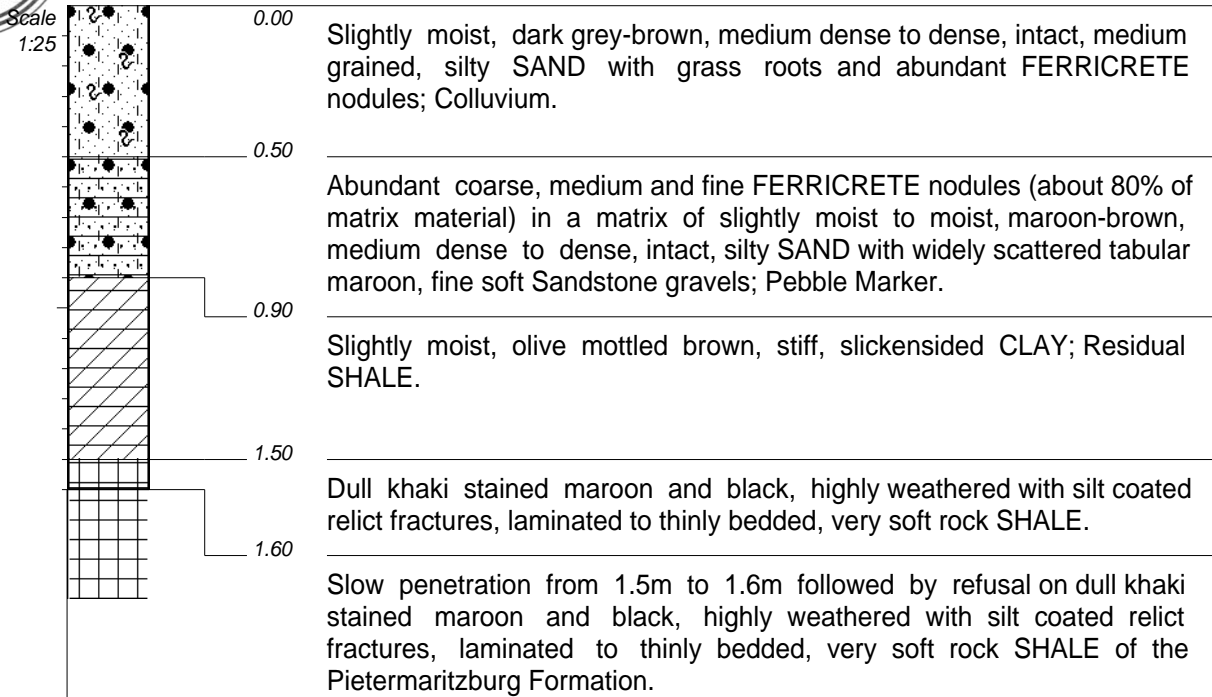 Scale
1:25
0.00
Slightly moist, dark grey-brown, medium dense to dense, intact, medium
grained, silty SAND with grass roots and abundant FERRICRETE
nodules; Colluvium.
0.50
Abundant coarse, medium and fine FERRICRETE nodules (about 80% of
matrix material) in a matrix of slightly moist to moist, maroon-brown,
medium dense to dense, intact, silty SAND with widely scattered tabular
maroon, fine soft Sandstone gravels; Pebble Marker.
0.90
Slightly moist, olive mottled brown, stiff, slickensided CLAY; Residual
SHALE.
1.50
Dull khaki stained maroon and black, highly weathered with silt coated
relict fractures, laminated to thinly bedded, very soft rock SHALE.
1.60
Slow penetration from 1.5m to 1.6m followed by refusal on dull khaki
stained maroon and black, highly weathered with silt coated relict
fractures, laminated to thinly bedded, very soft rock SHALE of the
Pietermaritzburg Formation.